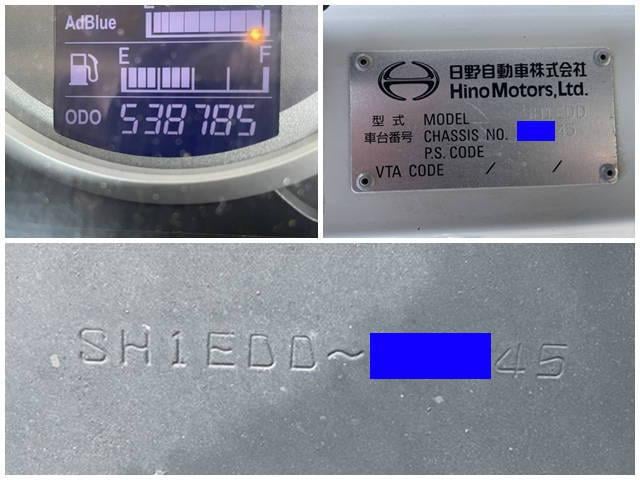 AdBlue
E F
ODO 538785
日野自動車株式会社
Hino Motors, Ltd.
型式 MODEL SH1EDD
車台番号 CHASSIS NO. 45
P.S. CODE
VTA CODE / /
SH1EDD~ 45